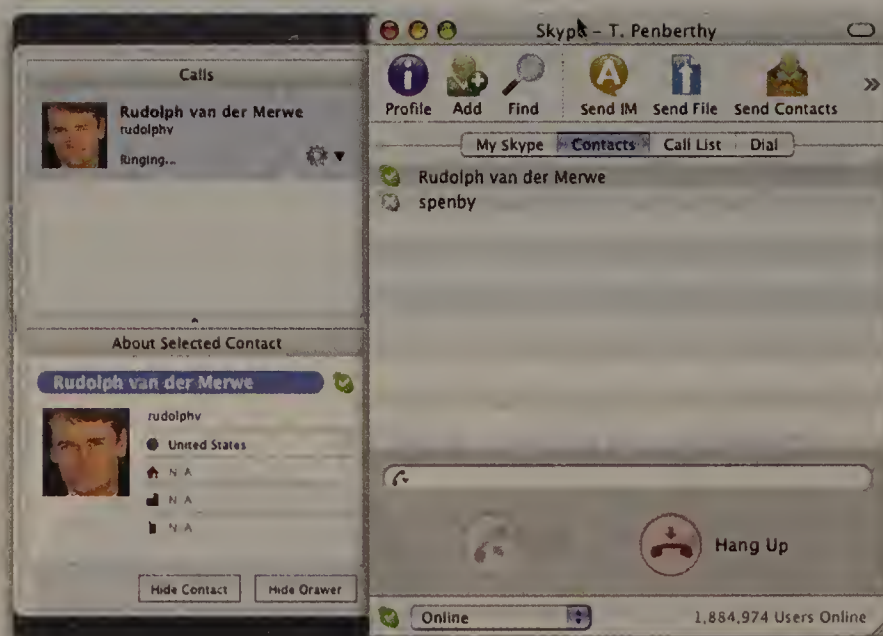 Calls
Rudolph van der Merwe
rudolphv
Ringing...
About Selected Contact
Rudolph van der Merwe
rudolphv
United States
N A
N A
N A
Hide Contact
Hide Drawer
Skype – T. Penberthy
Profile Add Find Send IM Send File Send Contacts »
My Skype Contacts Call List Dial
Rudolph van der Merwe
spenby
Hang Up
Online
1,884,974 Users Online